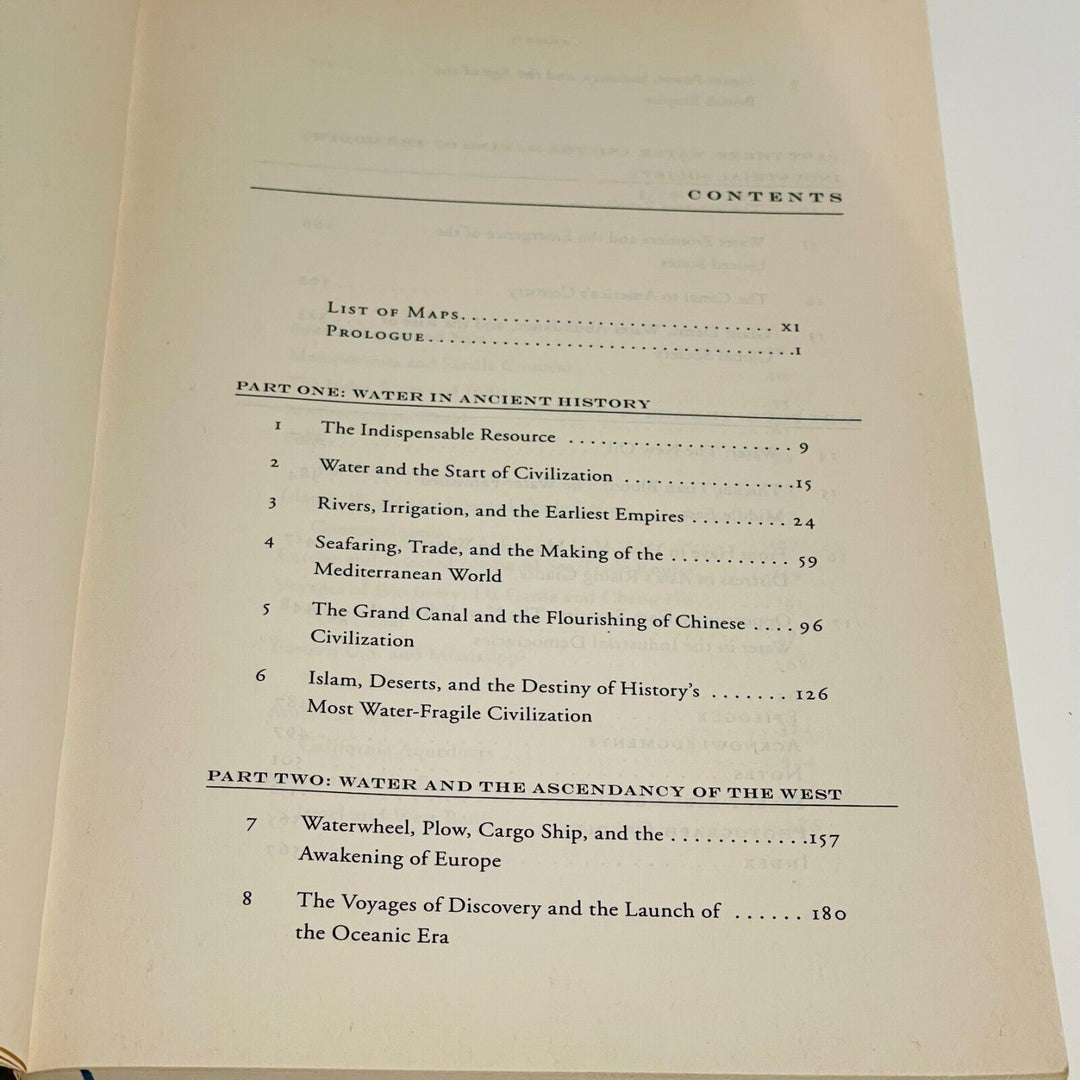 CONTENTS
LIST OF MAPS. . . . . . . . . . . . . . . . . . . . . . . . . . . . . . XI
PROLOGUE. . . . . . . . . . . . . . . . . . . . . . . . . . . . . . . . . . .1
PART ONE: WATER IN ANCIENT HISTORY
1 The Indispensable Resource . . . . . . . . . . . . . . . . . . . . . 9
2 Water and the Start of Civilization . . . . . . . . . . . . . . . .15
3 Rivers, Irrigation, and the Earliest Empires . . . . . . . . . 24
4 Seafaring, Trade, and the Making of the . . . . . . . . . . . 59
Mediterranean World
5 The Grand Canal and the Flourishing of Chinese . . . . 96
Civilization
6 Islam, Deserts, and the Destiny of History's . . . . . . . 126
Most Water-Fragile Civilization
PART TWO: WATER AND THE ASCENDANCY OF THE WEST
7 Waterwheel, Plow, Cargo Ship, and the . . . . . . . . . . . .157
Awakening of Europe
8 The Voyages of Discovery and the Launch of . . . . . . 180
the Oceanic Era